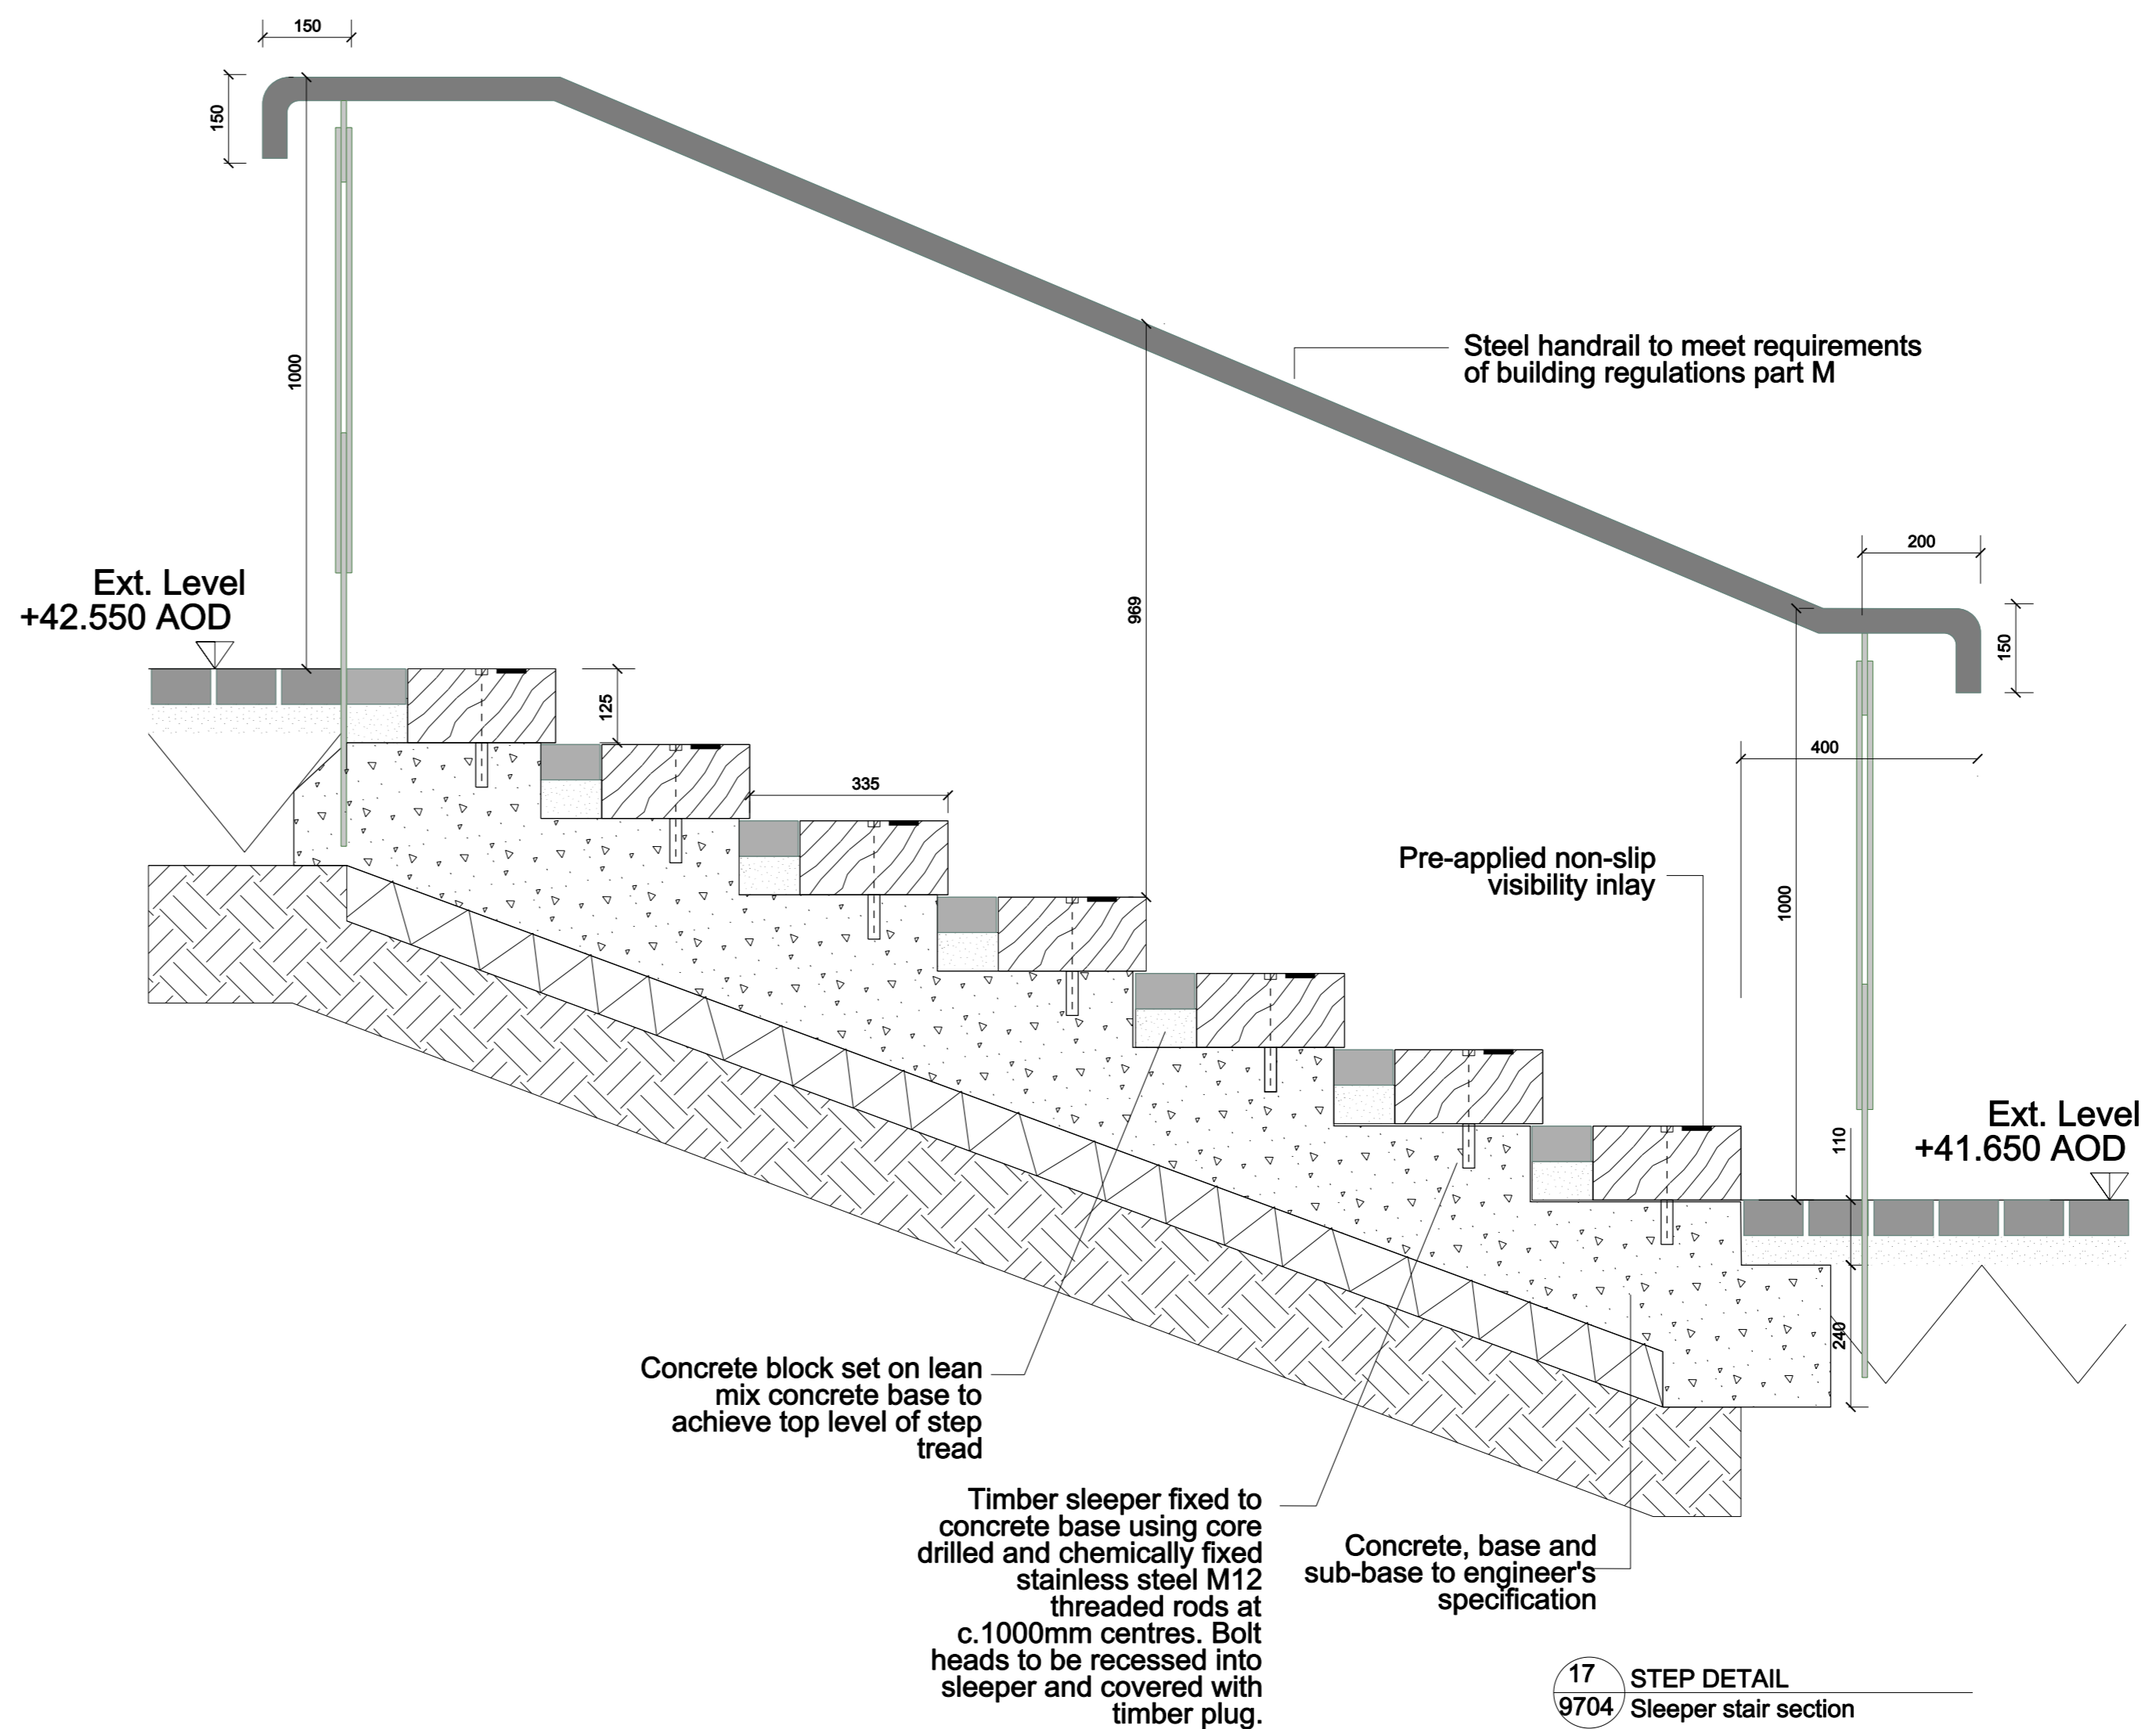 150
150
1000
Steel handrail to meet requirements
of building regulations part M
200
Ext. Level
+42.550 AOD
969
150
125
400
335
Pre-applied non-slip
visibility inlay
1000
Ext. Level
+41.650 AOD
110
240
Concrete block set on lean
mix concrete base to
achieve top level of step
tread
Timber sleeper fixed to
concrete base using core
drilled and chemically fixed
stainless steel M12
threaded rods at
c.1000mm centres. Bolt
heads to be recessed into
sleeper and covered with
timber plug.
Concrete, base and
sub-base to engineer's
specification
17
STEP DETAIL
9704
Sleeper stair section